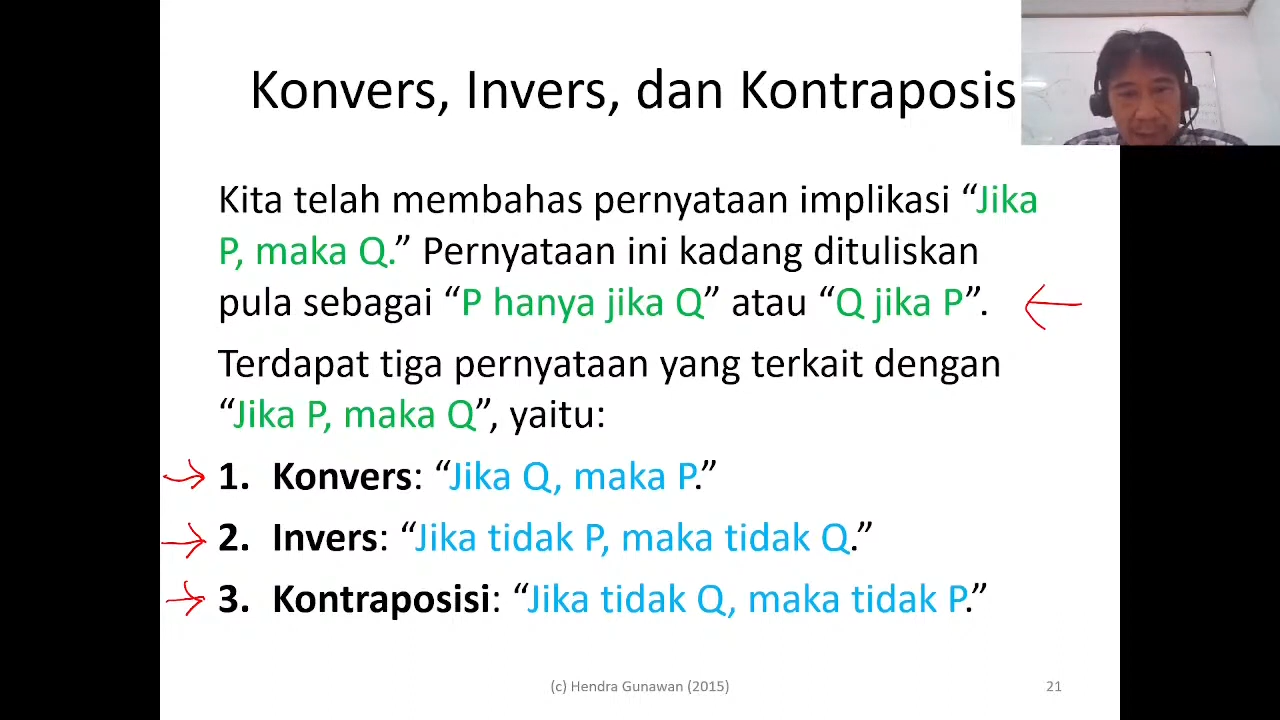 Konvers, Invers, dan Kontraposis
Kita telah membahas pernyataan implikasi “Jika
P, maka Q.” Pernyataan ini kadang dituliskan
pula sebagai “P hanya jika Q” atau “Q jika P”.
Terdapat tiga pernyataan yang terkait dengan
“Jika P, maka Q”, yaitu:
1. Konvers: “Jika Q, maka P.”
2. Invers: “Jika tidak P, maka tidak Q.”
3. Kontraposisi: “Jika tidak Q, maka tidak P.”
(c) Hendra Gunawan (2015)
21